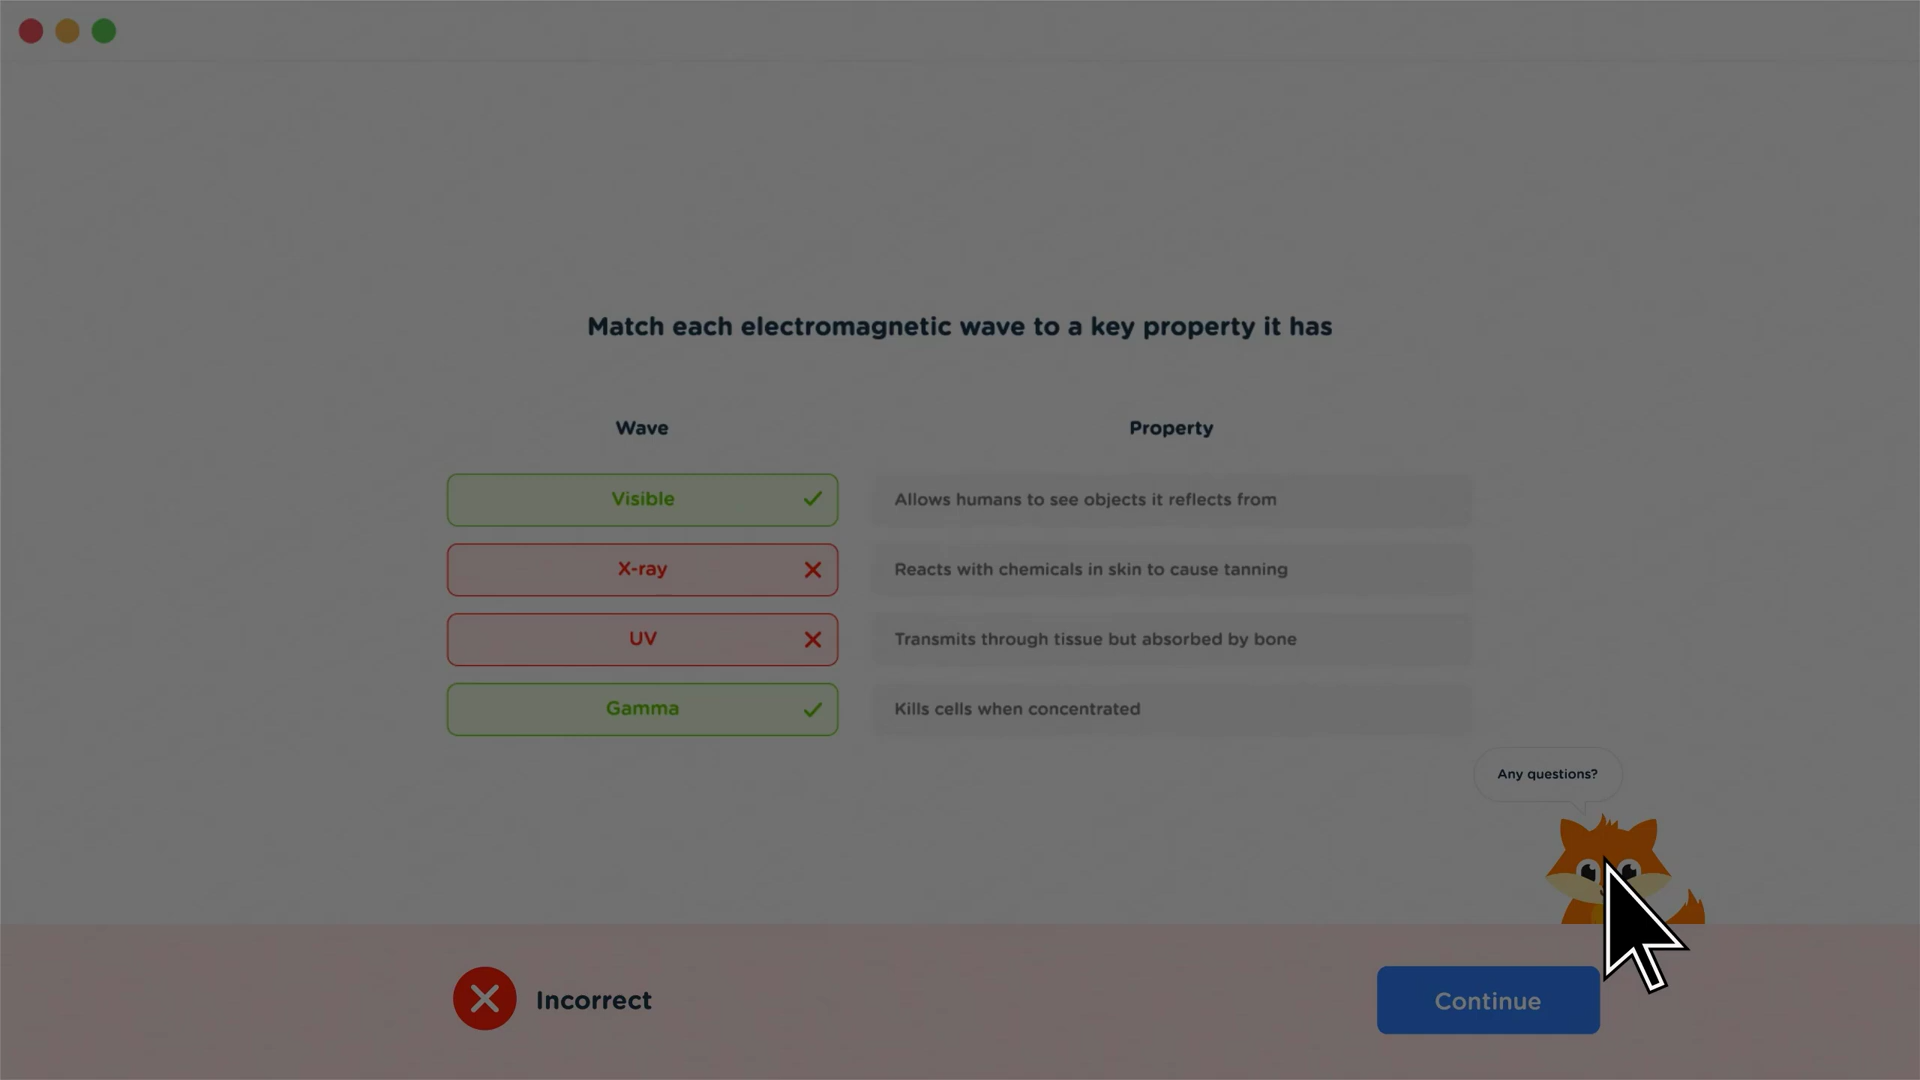 Match each electromagnetic wave to a key property it has
Wave Property
Visible Allows humans to see objects it reflects from
X-ray Reacts with chemicals in skin to cause tanning
UV Transmits through tissue but absorbed by bone
Gamma Kills cells when concentrated
Any questions?
Incorrect Continue